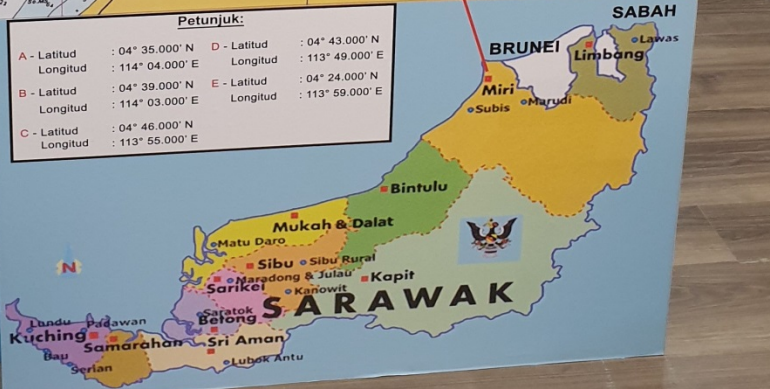 Petunjuk:
A - Latitud : 04° 35.000' N
Longitud : 114° 04.000' E
B - Latitud : 04° 39.000' N
Longitud : 114° 03.000' E
C - Latitud : 04° 46.000' N
Longitud : 113° 55.000' E
D - Latitud : 04° 43.000' N
Longitud : 113° 49.000' E
E - Latitud : 04° 24.000' N
Longitud : 113° 59.000' E
SABAH
BRUNEI
Lawas
Limbang
Miri
Marudi
Subis
Bintulu
Mukah & Dalat
Matu Daro
Sibu
Sibu Rural
Maradong & Julau
Kapit
Sarikei
Kanowit
SARAWAK
Saratok
Betong
N
Lundu
Padawan
Kuching
Samarahan
Sri Aman
Bau
Lubok Antu
Serian